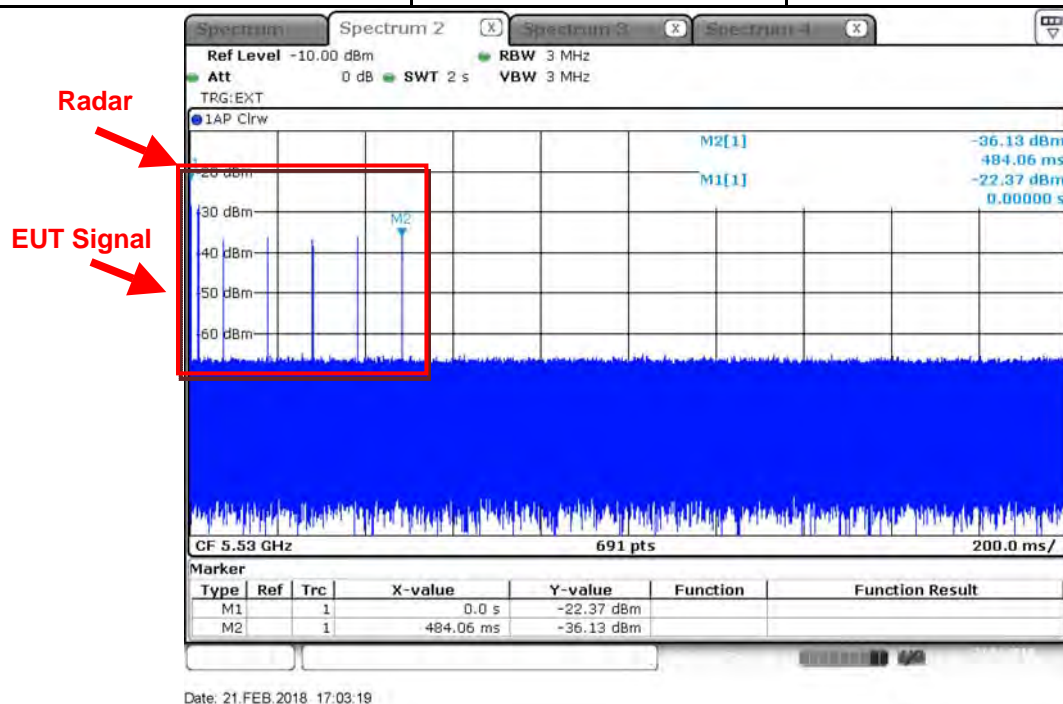 Spectrum Spectrum 2 X Spectrum 3 X Spectrum 4 X
Ref Level -10.00 dBm RBW 3 MHz
Att 0 dB SWT 2 s VBW 3 MHz
TRG:EXT
1AP Clrw
Radar
EUT Signal
M2[1] -36.13 dBm
484.06 ms
M1[1] -22.37 dBm
0.00000 s
-20 dBm
-30 dBm
M2
-40 dBm
-50 dBm
-60 dBm
CF 5.53 GHz 691 pts 200.0 ms/
Marker
Type Ref Trc X-value Y-value Function Function Result
M1 1 0.0 s -22.37 dBm
M2 1 484.06 ms -36.13 dBm
Date: 21.FEB.2018 17:03:19